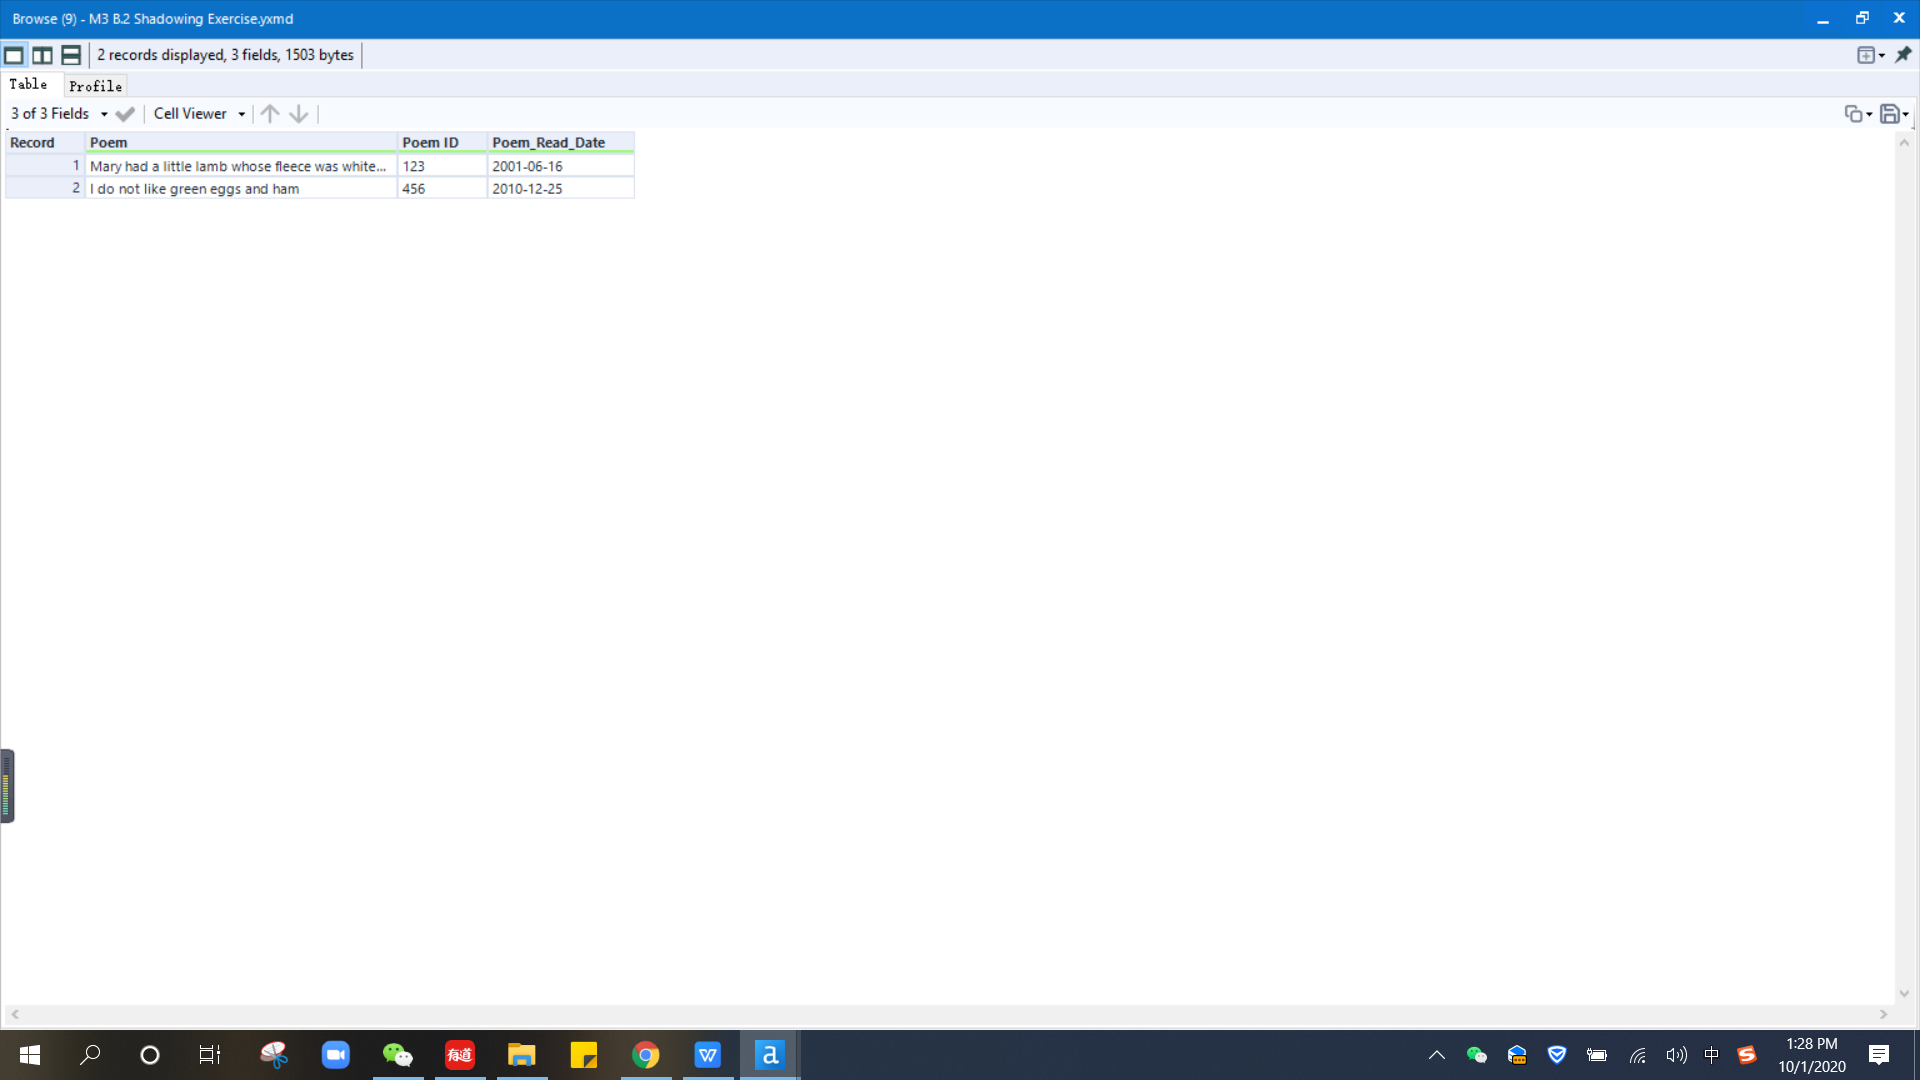 Browse (9) - M3 B.2 Shadowing Exercise.yxmd
2 records displayed, 3 fields, 1503 bytes
Table Profile
3 of 3 Fields Cell Viewer
Record Poem Poem ID Poem_Read_Date
1 Mary had a little lamb whose fleece was white... 123 2001-06-16
2 I do not like green eggs and ham 456 2010-12-25
有道
W
a
中
S
1:28 PM
10/1/2020